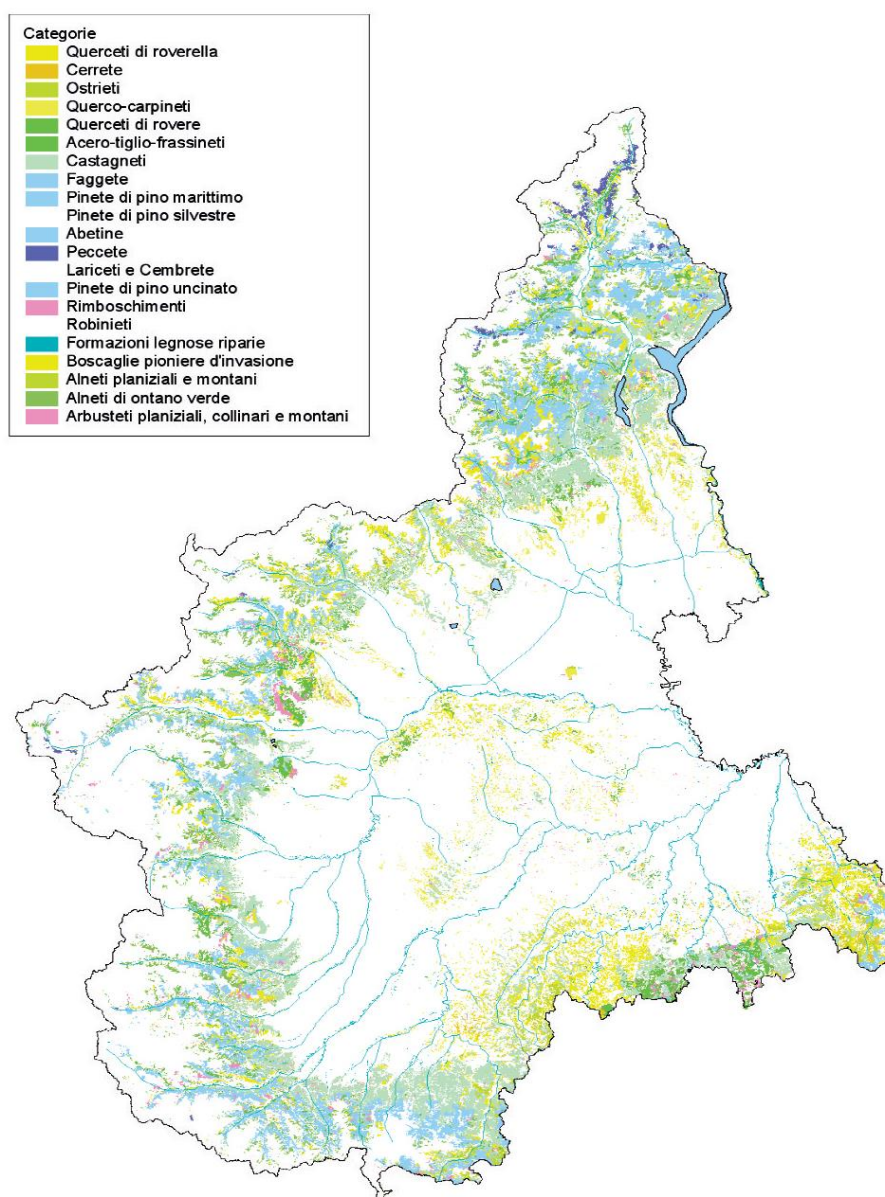 Categorie
Querceti di roverella
Cerrete
Ostrieti
Querco-carpineti
Querceti di rovere
Acero-tiglio-frassineti
Castagneti
Faggete
Pinete di pino marittimo
Pinete di pino silvestre
Abetine
Peccete
Lariceti e Cembrete
Pinete di pino uncinato
Rimboschimenti
Robinieti
Formazioni legnose riparie
Boscaglie pioniere d'invasione
Alneti planiziali e montani
Alneti di ontano verde
Arbusteti planiziali, collinari e montani